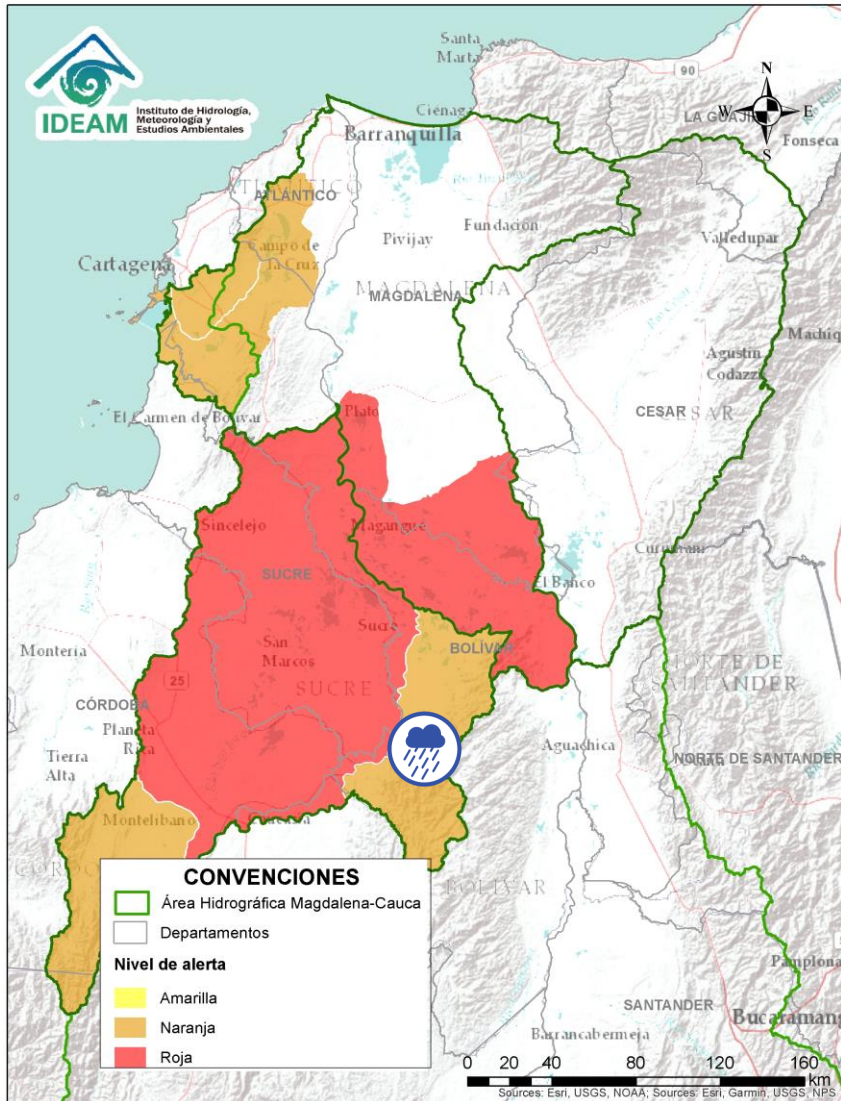 IDEAM
Instituto de Hidrología,
Meteorología y
Estudios Ambientales
Santa
Marta
90
N
W
E
S
LA GUAJI
Fonseca
Ciénaga
Barranquilla
ATLÁNTICO
Campo de
la Cruz
Pivijay
Fundación
Valledupar
Cartagena
MAGDALENA
Agustín
Codazzi
El Carmen de Bolívar
Plato
CESAR
Sincelejo
Magangué
Curumaní
SUCRE
El Banco
Sucre
BOLÍVAR
San
Marcos
SUCRE
Montería
25
NORTE DE
SANTANDER
CÓRDOBA
Planeta
Rica
Tierra
Alta
Aguachica
NORTE DE SANTANDER
Montelíbano
Caucasia
BOLÍVAR
CONVENCIONES
Área Hidrográfica Magdalena-Cauca
Departamentos
Nivel de alerta
Amarilla
Naranja
Roja
Pamplona
SANTANDER
Bucaramang
Barrancabermeja
0 20 40 80 120 160
km
Sources: Esri, USGS, NOAA; Sources: Esri, Garmin, USGS, NPS